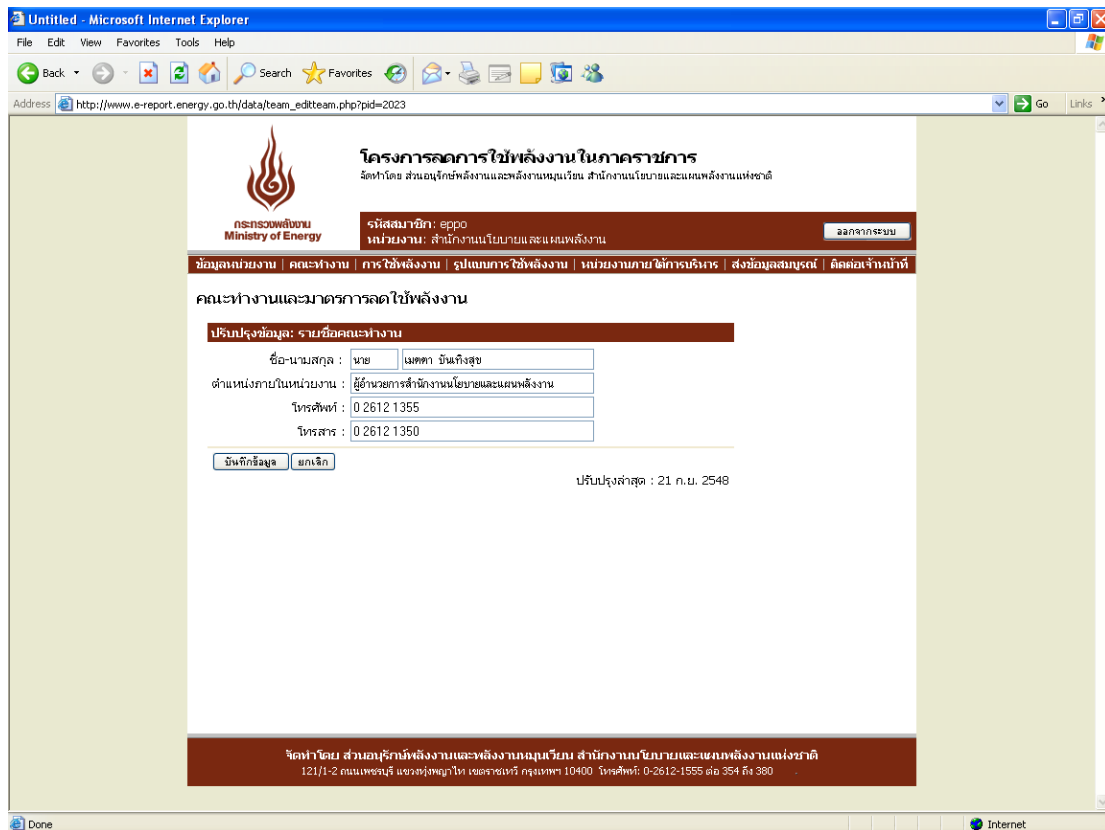 Untitled - Microsoft Internet Explorer
File Edit View Favorites Tools Help
Back Search Favorites
Address http://www.e-report.energy.go.th/data/team_editteam.php?pid=2023 Go Links
โครงการลดการใช้พลังงานในภาคราชการ
จัดทำโดย ส่วนอนุรักษ์พลังงานและพลังงานหมุนเวียน สำนักงานนโยบายและแผนพลังงานแห่งชาติ
กระทรวงพลังงาน
Ministry of Energy
รหัสสมาชิก: eppo
หน่วยงาน: สำนักงานนโยบายและแผนพลังงาน
ออกจากระบบ
ข้อมูลหน่วยงาน | คณะทำงาน | การใช้พลังงาน | รูปแบบการใช้พลังงาน | หน่วยงานภายใต้การบริหาร | ส่งข้อมูลสมบูรณ์ | ติดต่อเจ้าหน้าที่
คณะทำงานและมาตรการลดใช้พลังงาน
ปรับปรุงข้อมูล: รายชื่อคณะทำงาน
ชื่อ-นามสกุล : นาย เมตตา บันเทิงสุข
ตำแหน่งภายในหน่วยงาน : ผู้อำนวยการสำนักงานนโยบายและแผนพลังงาน
โทรศัพท์ : 0 2612 1355
โทรสาร : 0 2612 1350
บันทึกข้อมูล ยกเลิก
ปรับปรุงล่าสุด : 21 ก.ย. 2548
จัดทำโดย ส่วนอนุรักษ์พลังงานและพลังงานหมุนเวียน สำนักงานนโยบายและแผนพลังงานแห่งชาติ
121/1-2 ถนนเพชรบุรี แขวงทุ่งพญาไท เขตราชเทวี กรุงเทพฯ 10400 โทรศัพท์: 0-2612-1555 ต่อ 354 ถึง 380
Done Internet